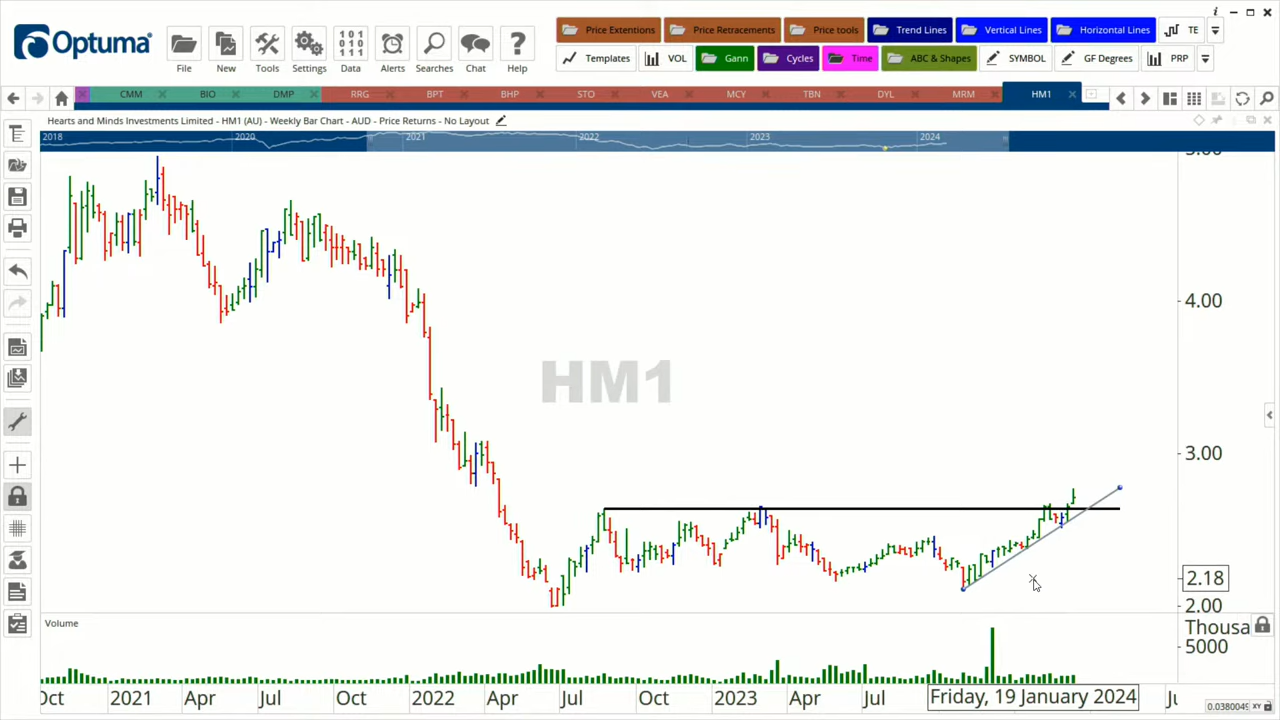 Optuma
File
New
Tools
Settings
Data
Alerts
Searches
Chat
Help
Price Extentions
Price Retracements
Price tools
Trend Lines
Vertical Lines
Horizontal Lines
TE
Templates
VOL
Gann
Cycles
Time
ABC & Shapes
SYMBOL
GF Degrees
PRP
CMM
BIO
DMP
RRG
BPT
BHP
STO
VEA
MCY
TBN
DYL
MRM
HM1
Hearts and Minds Investments Limited - HM1 (AU) - Weekly Bar Chart - AUD - Price Returns - No Layout
2018
2020
2021
2022
2023
2024
4.00
HM1
3.00
2.18
2.00
Volume
Thousa
5000
Oct
2021
Apr
Jul
Oct
2022
Apr
Jul
Oct
2023
Apr
Jul
Friday, 19 January 2024
0.0380049
XY